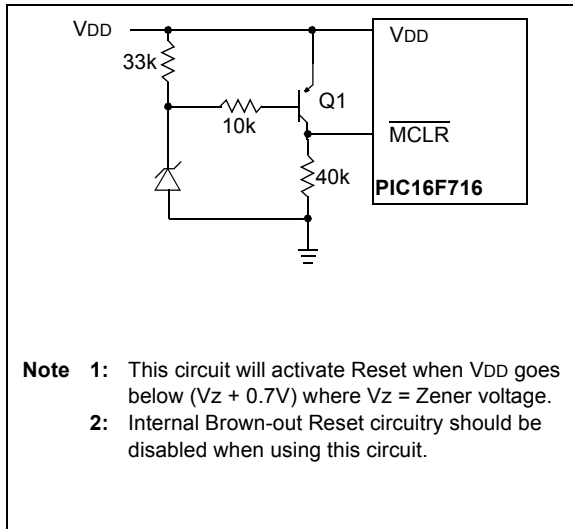 VDD
VDD
33k
Q1
10k
MCLR
40k
PIC16F716
Note 1: This circuit will activate Reset when VDD goes
below (Vz + 0.7V) where Vz = Zener voltage.
2: Internal Brown-out Reset circuitry should be
disabled when using this circuit.